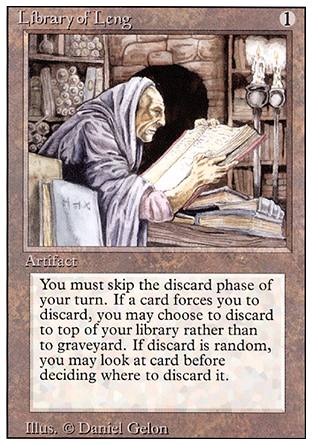 Library of Leng 1
Artifact
You must skip the discard phase of
your turn. If a card forces you to
discard, you may choose to discard
to top of your library rather than
to graveyard. If discard is random,
you may look at card before
deciding where to discard it.
Illus. © Daniel Gelon